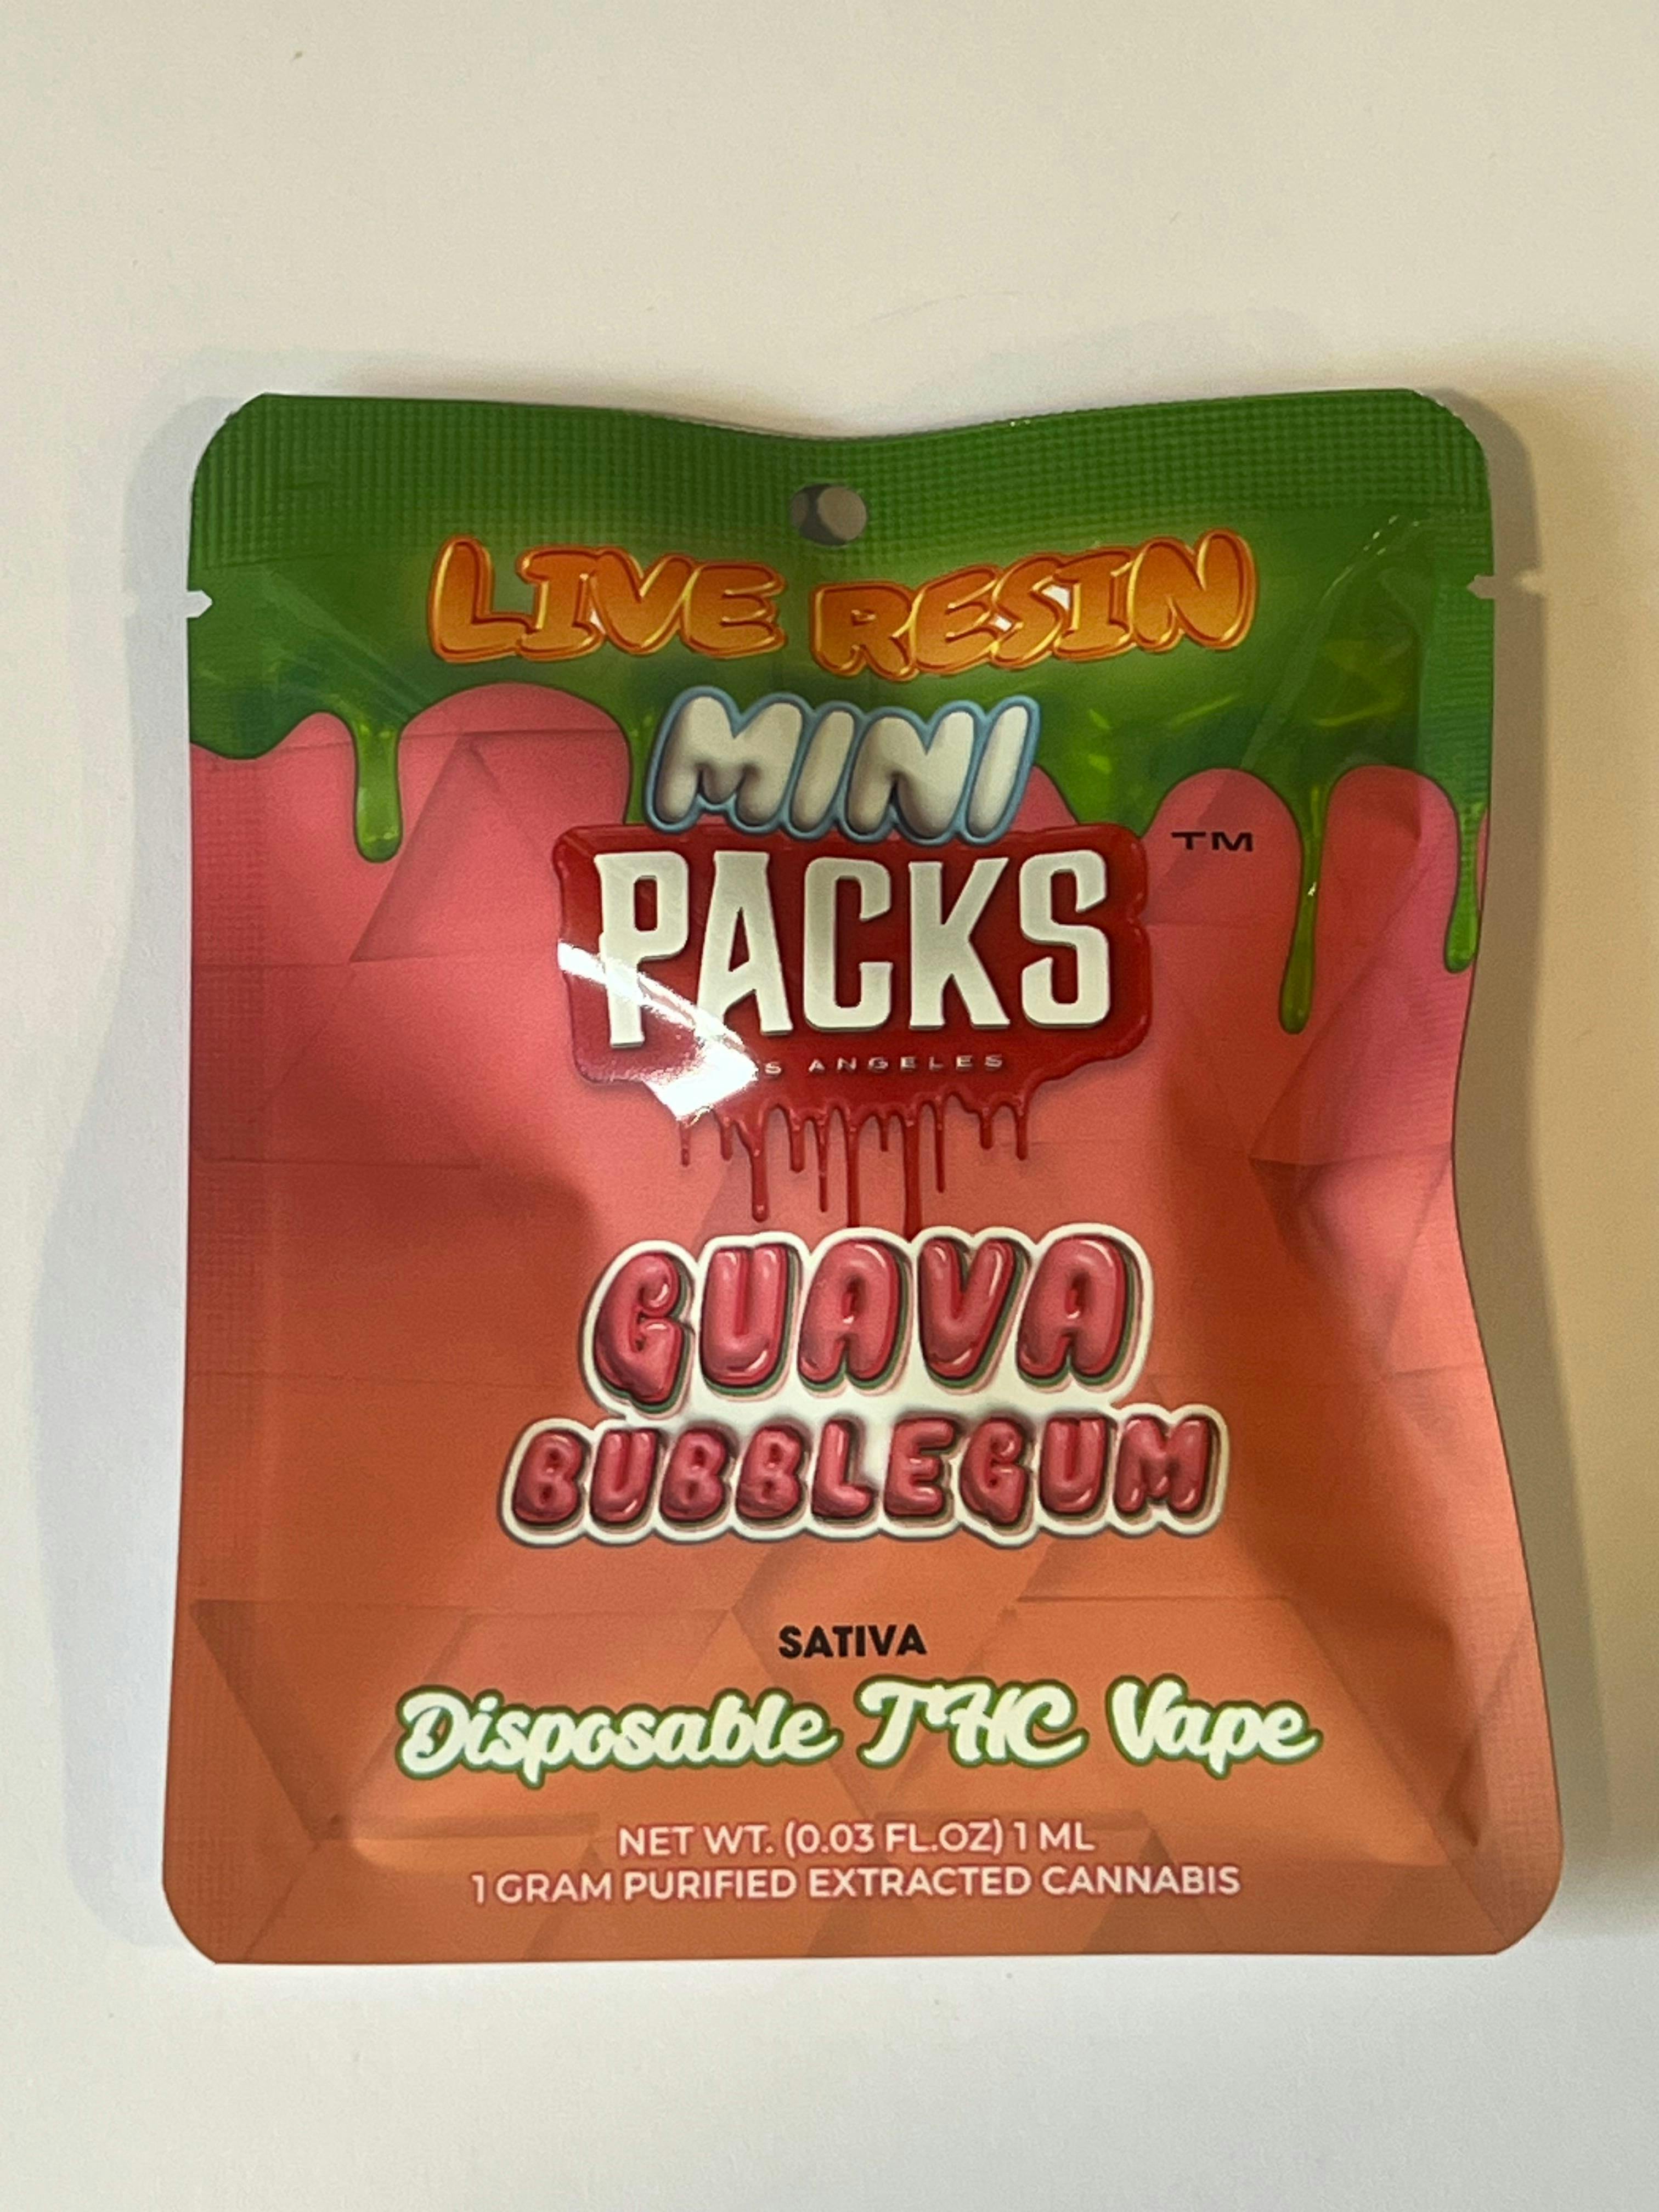 LIVE RESIN
MINI
PACKS
TM
ANGELES
GUAVA
BUBBLEGUM
SATIVA
Disposable THC Vape
NET WT. (0.03 FL.OZ) 1 ML
1 GRAM PURIFIED EXTRACTED CANNABIS